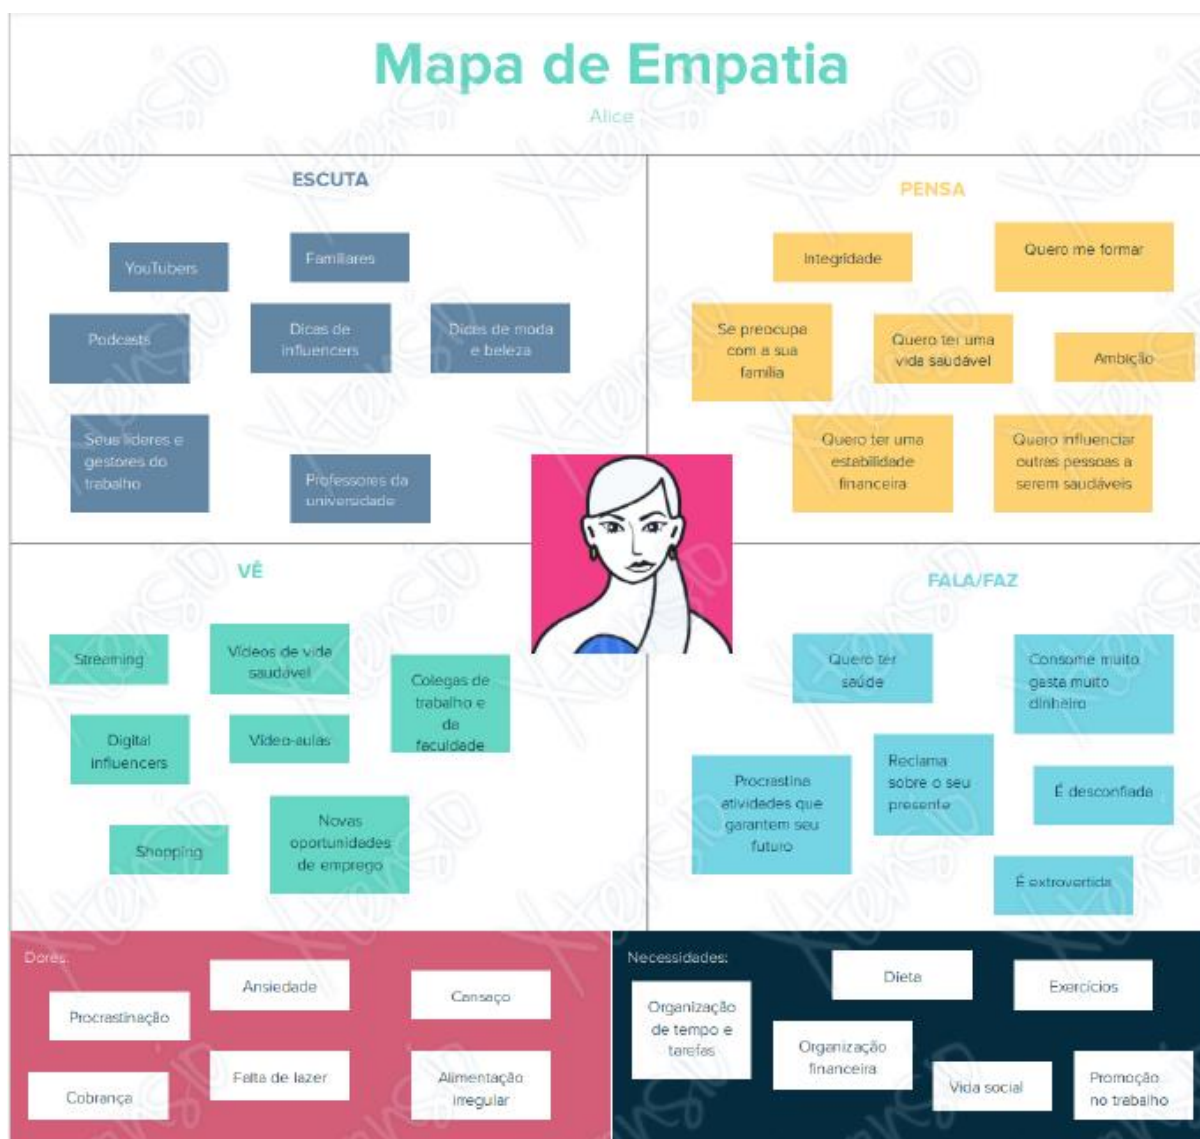 Mapa de Empatia
Alice
ESCUTA
YouTubers
Familiares
Podcasts
Dicas de
influencers
Dicas de moda
e beleza
Seus líderes e
gestores do
trabalho
Professores da
universidade
PENSA
Integridade
Quero me formar
Se preocupa
com a sua
família
Quero ter uma
vida saudável
Ambição
Quero ter uma
estabilidade
financeira
Quero influenciar
outras pessoas a
serem saudáveis
VÊ
Streaming
Vídeos de vida
saudável
Colegas de
trabalho e
da
faculdade
Digital
influencers
Vídeo-aulas
Shopping
Novas
oportunidades
de emprego
FALA/FAZ
Quero ter
saúde
Consome muito
gasta muito
dinheiro
Procrastina
atividades que
garantem seu
futuro
Reclama
sobre o seu
presente
É desconfiada
É extrovertida
Dores:
Procrastinação
Ansiedade
Cansaço
Cobrança
Falta de lazer
Alimentação
irregular
Necessidades:
Organização
de tempo e
tarefas
Dieta
Exercícios
Organização
financeira
Vida social
Promoção
no trabalho
Xtensio